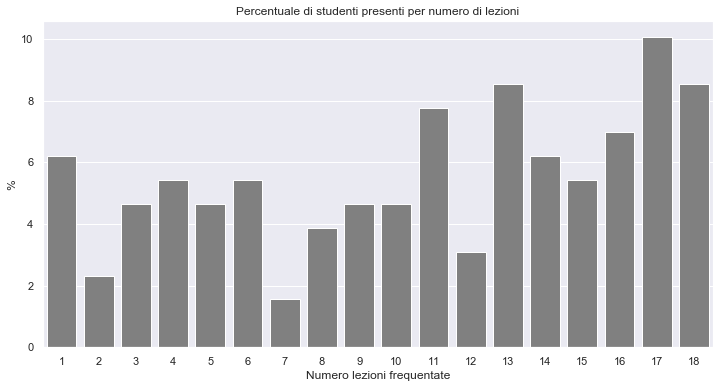 Percentuale di studenti presenti per numero di lezioni
10
8
6
4
2
0
%
1 2 3 4 5 6 7 8 9 10 11 12 13 14 15 16 17 18
Numero lezioni frequentate